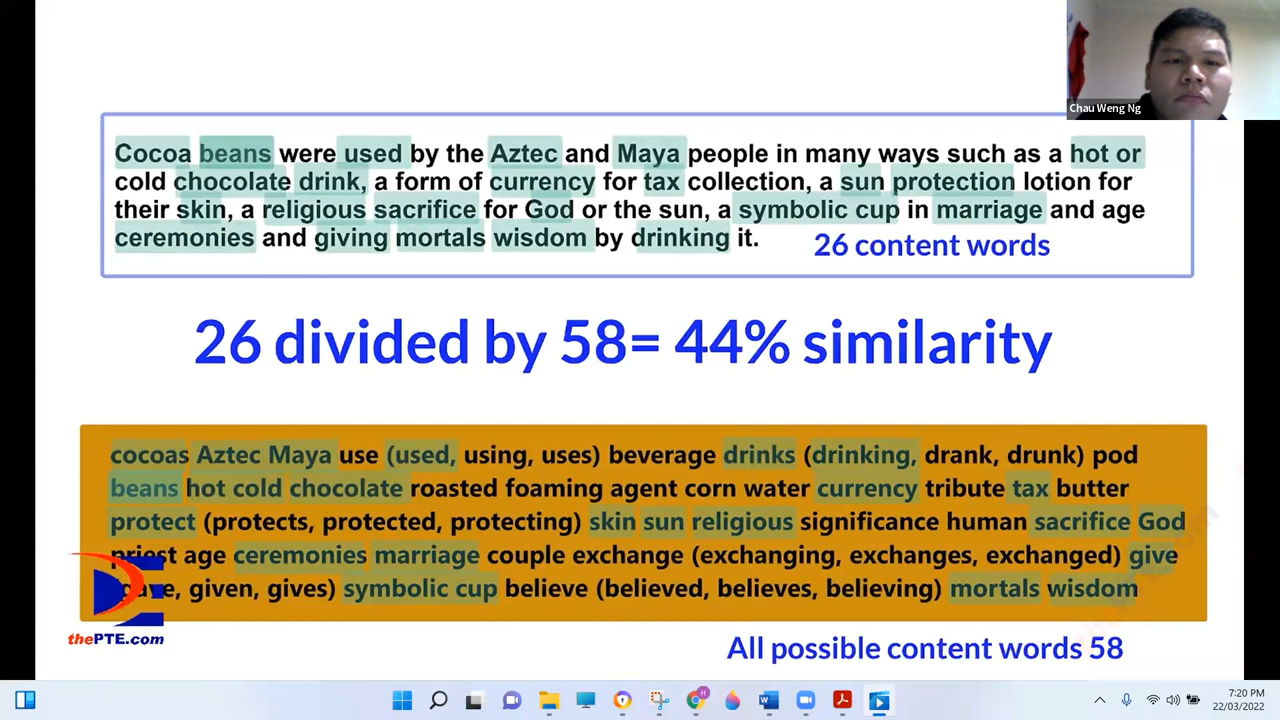 Chau Weng Ng
Cocoa beans were used by the Aztec and Maya people in many ways such as a hot or
cold chocolate drink, a form of currency for tax collection, a sun protection lotion for
their skin, a religious sacrifice for God or the sun, a symbolic cup in marriage and age
ceremonies and giving mortals wisdom by drinking it.
26 content words
26 divided by 58= 44% similarity
cocoas Aztec Maya use (used, using, uses) beverage drinks (drinking, drank, drunk) pod
beans hot cold chocolate roasted foaming agent corn water currency tribute tax butter
protect (protects, protected, protecting) skin sun religious significance human sacrifice God
priest age ceremonies marriage couple exchange (exchanging, exchanges, exchanged) give
given, gives) symbolic cup believe (believed, believes, believing) mortals wisdom
thePTE.com
All possible content words 58
7:20 PM
22/03/2022